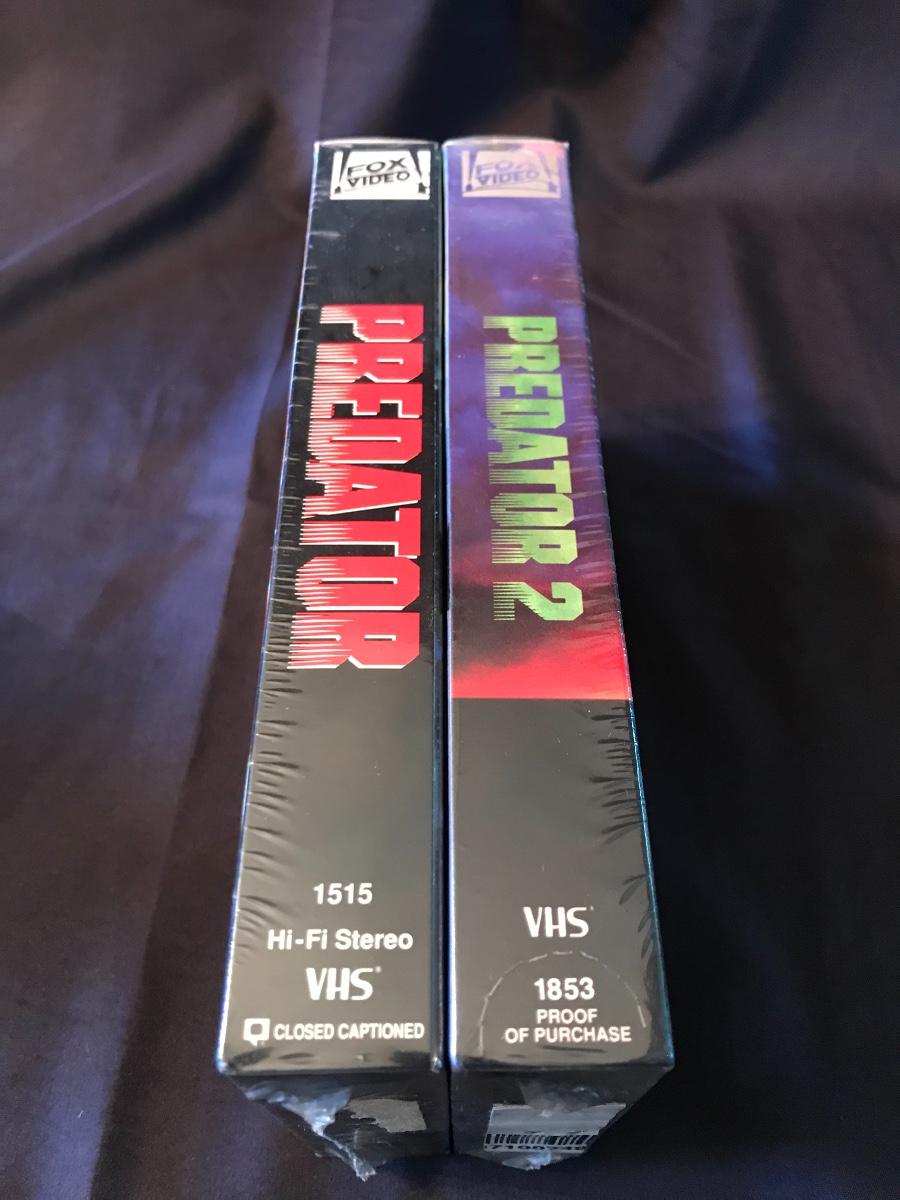 FOX
VIDEO
PREDATOR
1515
Hi-Fi Stereo
VHS
CLOSED CAPTIONED
FOX
VIDEO
PREDATOR 2
VHS
1853
PROOF
OF PURCHASE